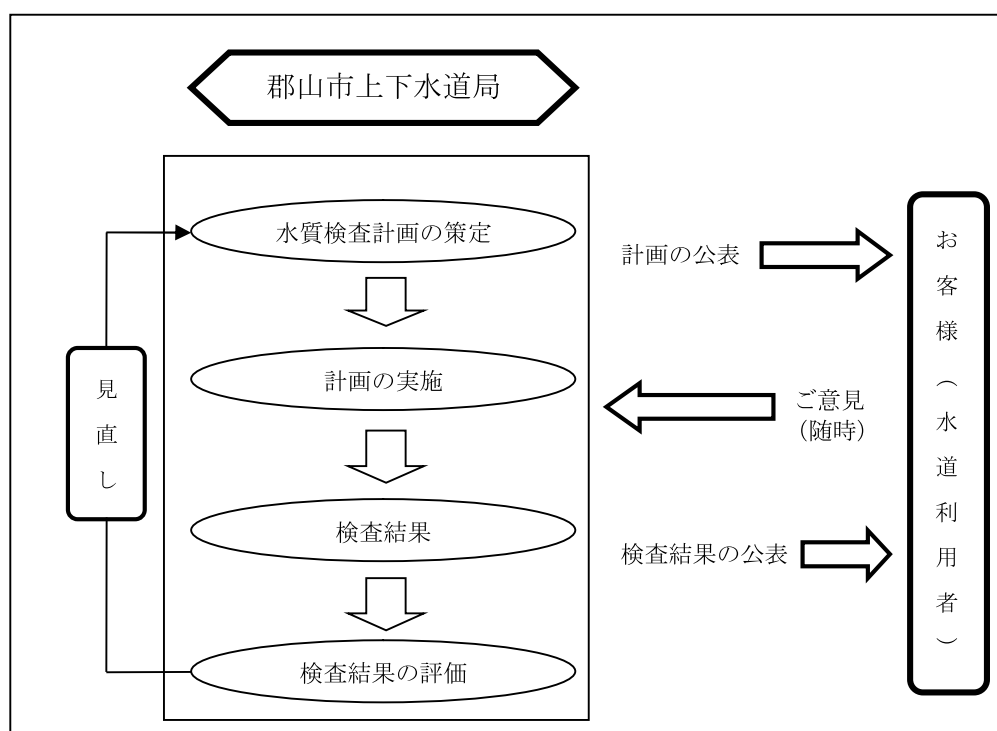 郡山市上下水道局
水質検査計画の策定
計画の実施
検査結果
検査結果の評価
見直し
計画の公表
ご意見
（随時）
検査結果の公表
お客様（水道利用者）